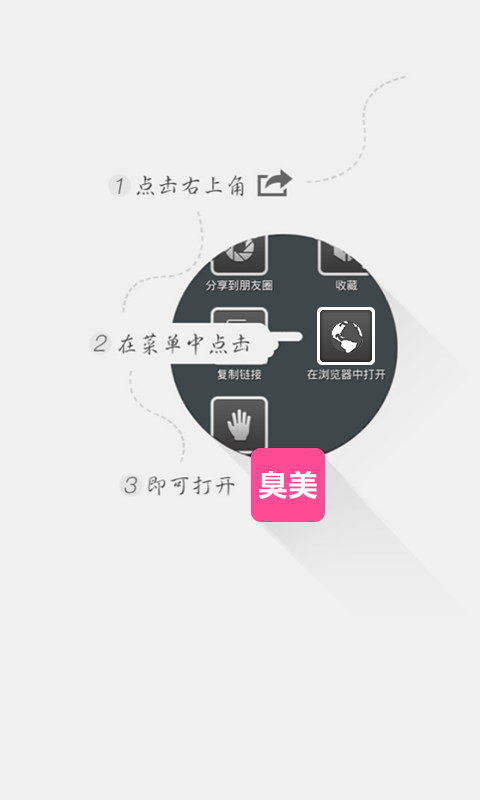 1 点击右上角
分享到朋友圈
收藏
2 在菜单中点击
复制链接
在浏览器中打开
3 即可打开
臭美